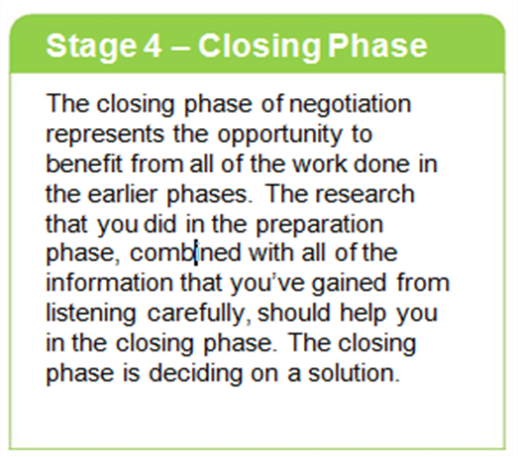 Stage 4 – Closing Phase
The closing phase of negotiation
represents the opportunity to
benefit from all of the work done in
the earlier phases. The research
that you did in the preparation
phase, combined with all of the
information that you've gained from
listening carefully, should help you
in the closing phase. The closing
phase is deciding on a solution.